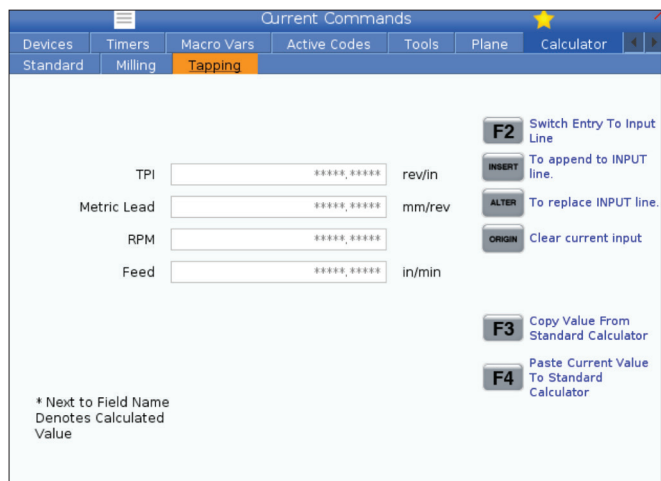 Current Commands
Devices Timers Macro Vars Active Codes Tools Plane Calculator
Standard Milling Tapping
F2 Switch Entry To Input
Line
INSERT To append to INPUT
line.
TPI *****.***** rev/in
ALTER To replace INPUT line.
Metric Lead *****.***** mm/rev
ORIGIN Clear current input
RPM *****.*****
Feed *****.***** in/min
F3 Copy Value From
Standard Calculator
F4 Paste Current Value
To Standard
Calculator
* Next to Field Name
Denotes Calculated
Value